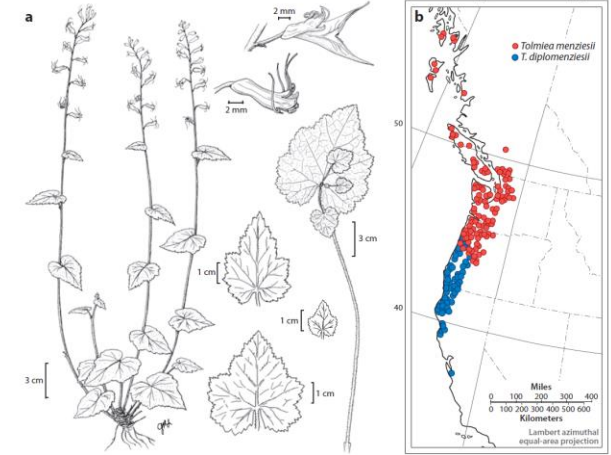 a
2 mm
2 mm
3 cm
1 cm
1 cm
3 cm
1 cm
b
Tolmiea menziesii
T. diplomenziesii
50
40
Miles
0 100 200 300 400
0 100 200 300 400 500 600
Kilometers
Lambert azimuthal
equal-area projection